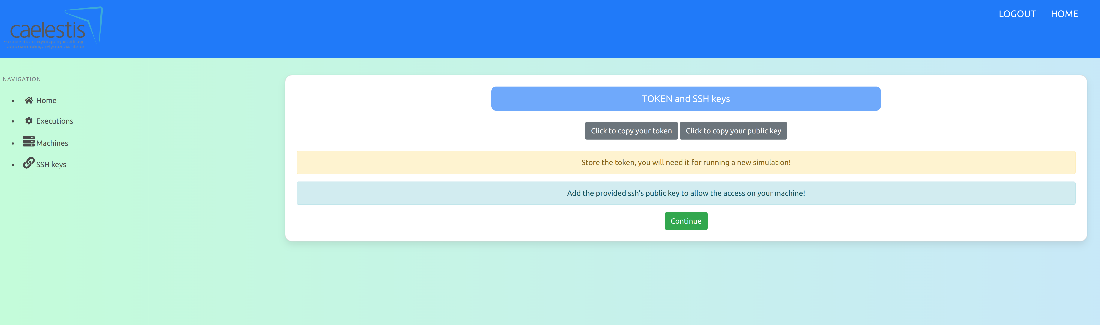 caelestis
LOGOUT HOME
NAVIGATION
Home
Executions
Machines
SSH keys
TOKEN and SSH keys
Click to copy your token Click to copy your public key
Store the token, you will need it for running a new simulation!
Add the provided ssh's public key to allow the access on your machine!
Continue